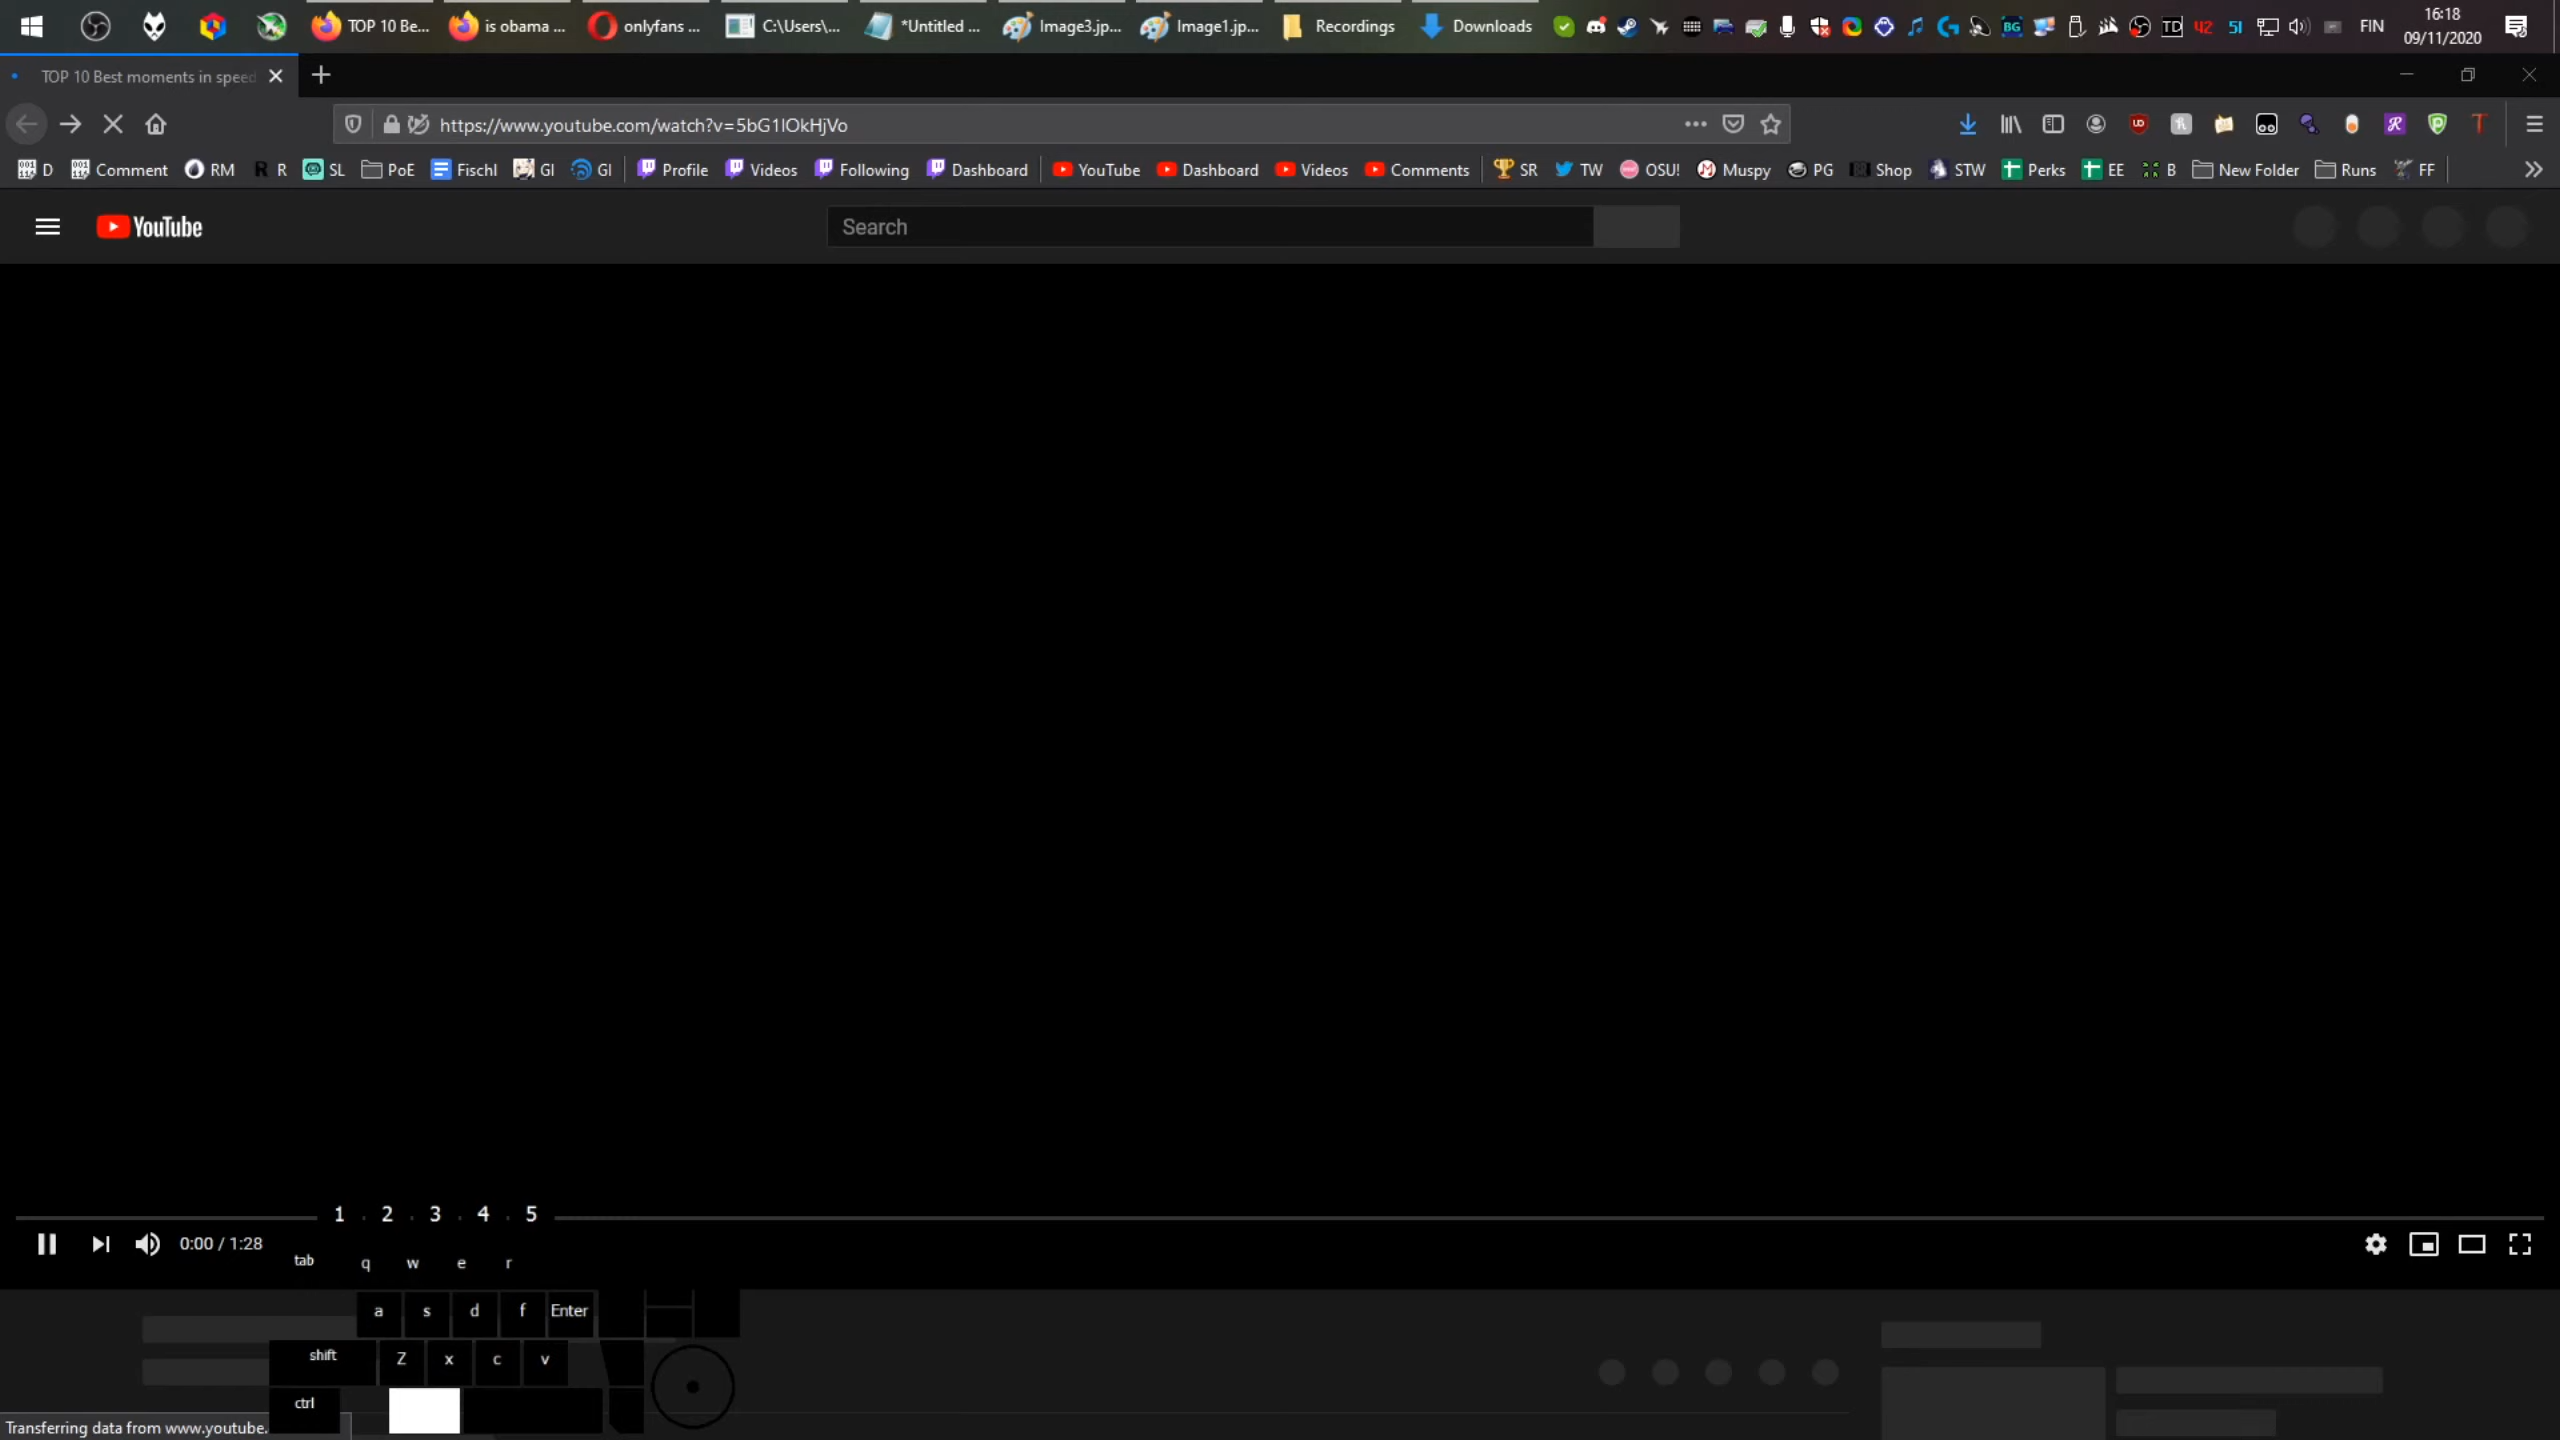 TOP 10 Be... is obama ... onlyfans ... C:\Users\... *Untitled ... Image3.jp... Image1.jp... Recordings Downloads BG TD 42 51 FIN 16:18
09/11/2020
TOP 10 Best moments in speed
https://www.youtube.com/watch?v=5bG1lOkHjVo
D Comment RM R SL PoE Fischl GI GI Profile Videos Following Dashboard YouTube Dashboard Videos Comments SR TW OSU! Muspy PG Shop STW Perks EE B New Folder Runs FF
YouTube Search
1 2 3 4 5
0:00 / 1:28
tab q w e r
a s d f Enter
shift Z x c v
ctrl
Transferring data from www.youtube.